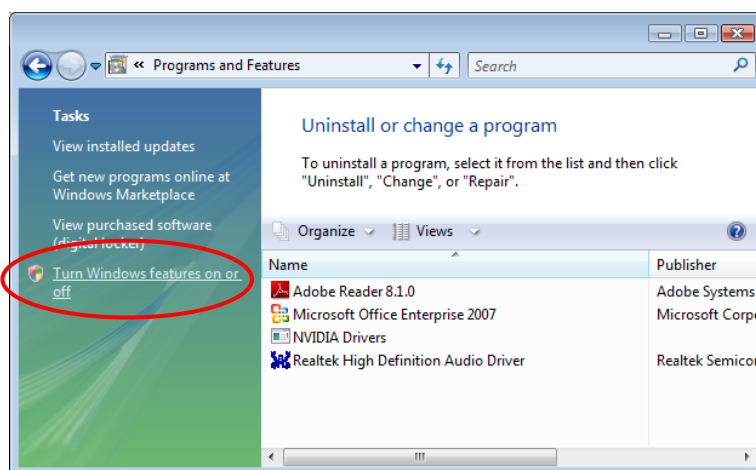 « Programs and Features
Search
Tasks
View installed updates
Get new programs online at
Windows Marketplace
View purchased software
(digital locker)
Turn Windows features on or
off
Uninstall or change a program
To uninstall a program, select it from the list and then click
"Uninstall", "Change", or "Repair".
Organize Views
Name Publisher
Adobe Reader 8.1.0 Adobe Systems
Microsoft Office Enterprise 2007 Microsoft Corp
NVIDIA Drivers
Realtek High Definition Audio Driver Realtek Semico